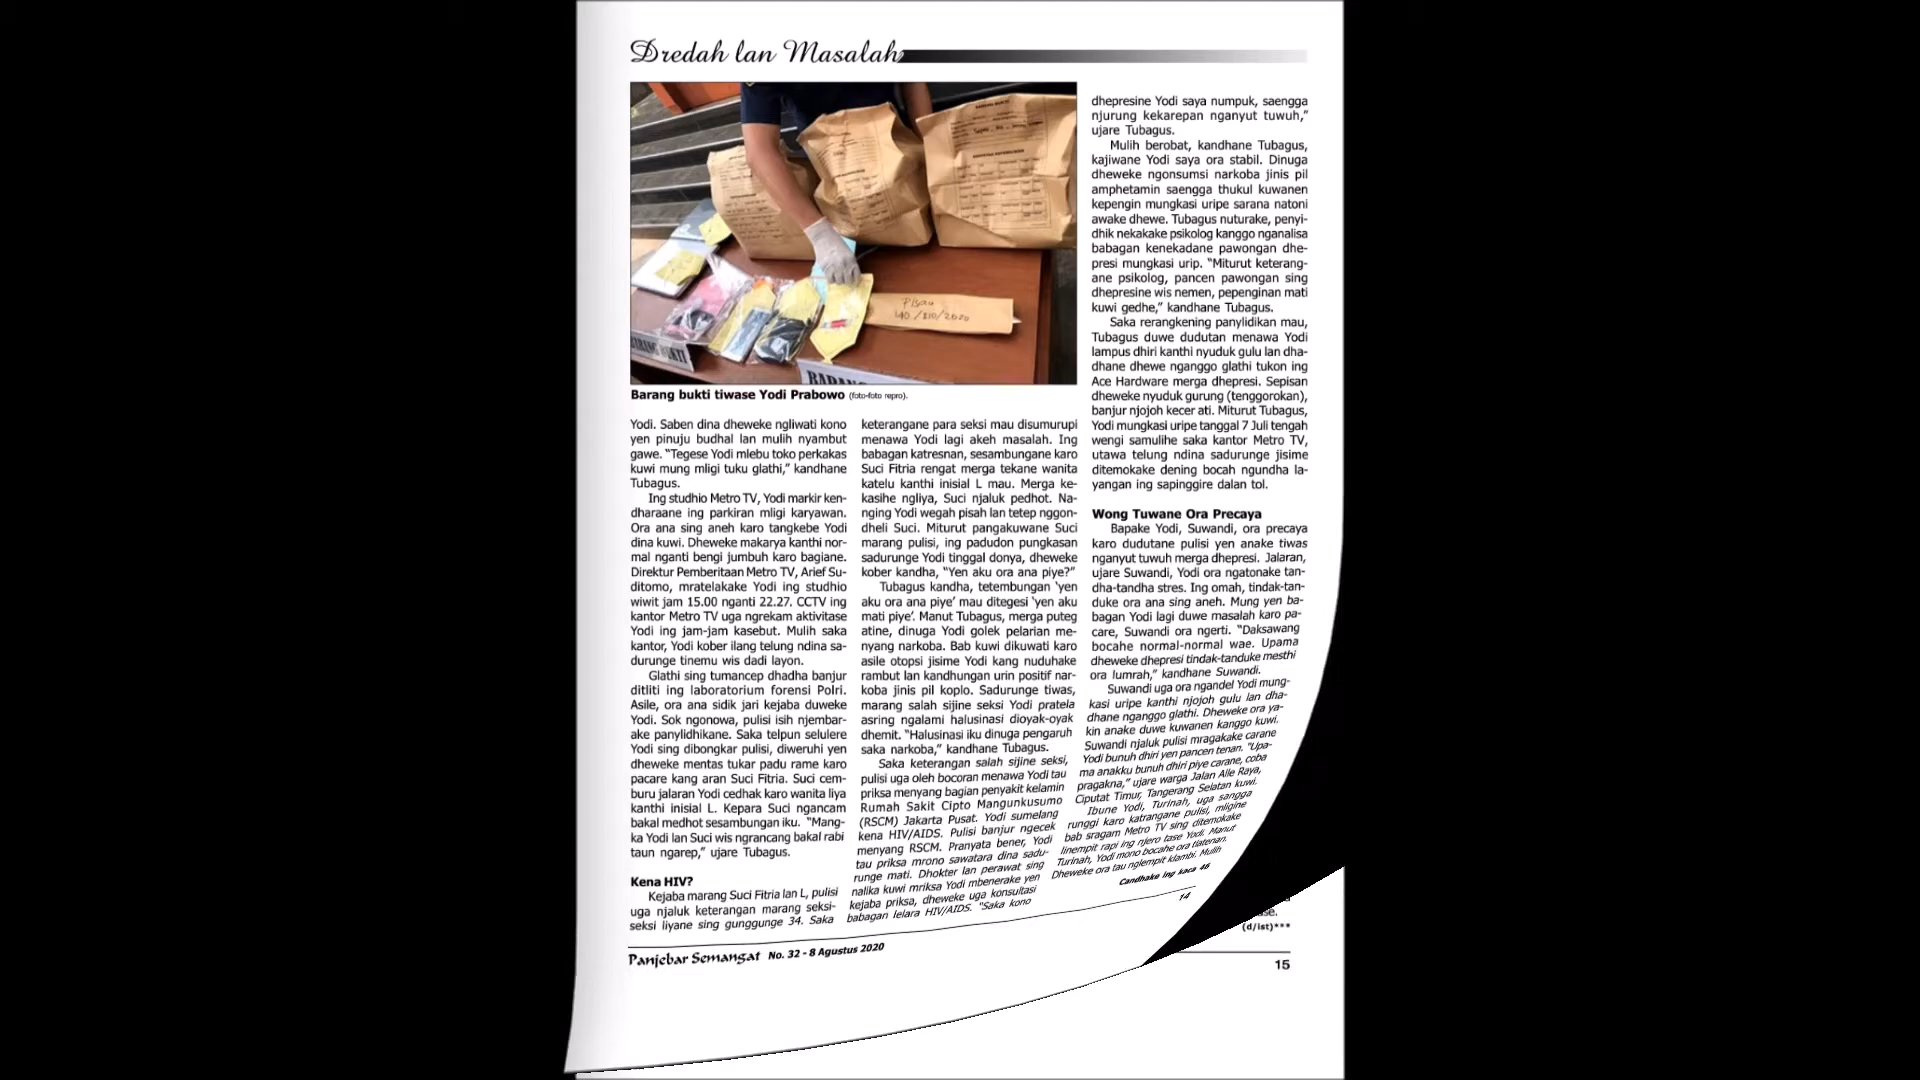 Dredah lan Masalah
Pisau
140 / 210/2020
BARANG BUKTI
BARANG
Barang bukti tiwase Yodi Prabowo (foto-foto repro).
Yodi. Saben dina dheweke ngliwati kono
yen pinuju budhal lan mulih nyambut
gawe. “Tegese Yodi mlebu toko perkakas
kuwi mung mligi tuku glathi,” kandhane
Tubagus.
Ing studhio Metro TV, Yodi markir ken-
dharaane ing parkiran mligi karyawan.
Ora ana sing aneh karo tangkebe Yodi
dina kuwi. Dheweke makarya kanthi nor-
mal nganti bengi jumbuh karo bagiane.
Direktur Pemberitaan Metro TV, Arief Su-
ditomo, mratelakake Yodi ing studhio
wiwit jam 15.00 nganti 22.27. CCTV ing
kantor Metro TV uga ngrekam aktivitase
Yodi ing jam-jam kasebut. Mulih saka
kantor, Yodi kober ilang telung ndina sa-
durunge tinemu wis dadi layon.
Glathi sing tumancep dhadha banjur
ditliti ing laboratorium forensi Polri.
Asile, ora ana sidik jari kejaba duweke
Yodi. Sok ngonowa, pulisi isih njembar-
ake panylidhikane. Saka telpun selulere
Yodi sing dibongkar pulisi, diweruhi yen
dheweke mentas tukar padu rame karo
pacare kang aran Suci Fitria. Suci cem-
buru jalaran Yodi cedhak karo wanita liya
kanthi inisial L. Kepara Suci ngancam
bakal medhot sesambungan iku. “Mang-
ka Yodi lan Suci wis ngrancang bakal rabi
taun ngarep,” ujare Tubagus.
Kena HIV?
Kejaba marang Suci Fitria lan L, pulisi
uga njaluk keterangan marang seksi-
seksi liyane sing gunggunge 34. Saka
keterangane para seksi mau disumurupi
menawa Yodi lagi akeh masalah. Ing
babagan katresnan, sesambungane karo
Suci Fitria rengat merga tekane wanita
katelu kanthi inisial L mau. Merga ke-
kasihe ngliya, Suci njaluk pedhot. Na-
nging Yodi wegah pisah lan tetep nggon-
dheli Suci. Miturut pangakuwane Suci
marang pulisi, ing padudon pungkasan
sadurunge Yodi tinggal donya, dheweke
kober kandha, “Yen aku ora ana piye?”
Tubagus kandha, tetembungan ‘yen
aku ora ana piye’ mau ditegesi ‘yen aku
mati piye’. Manut Tubagus, merga puteg
atine, dinuga Yodi golek pelarian me-
nyang narkoba. Bab kuwi dikuwati karo
asile otopsi jisime Yodi kang nuduhake
rambut lan kandhungan urin positif nar-
koba jinis pil koplo. Sadurunge tiwas,
marang salah sijine seksi Yodi pratela
asring ngalami halusinasi dioyak-oyak
dhemit. “Halusinasi iku dinuga pengaruh
saka narkoba,” kandhane Tubagus.
Saka keterangan salah sijine seksi,
pulisi uga oleh bocoran menawa Yodi tau
priksa menyang bagian penyakit kelamin
Rumah Sakit Cipto Mangunkusumo
(RSCM) Jakarta Pusat. Yodi sumelang
kena HIV/AIDS. Pulisi banjur ngecek
menyang RSCM. Pranyata bener, Yodi
tau priksa mrono sawatara dina sadu-
runge mati. Dhokter lan perawat sing
nalika kuwi mriksa Yodi mbenerake yen
kejaba priksa, dheweke uga konsultasi
babagan lelara HIV/AIDS. “Saka kono
dhepresine Yodi saya numpuk, saengga
njurung kekarepan nganyut tuwuh,”
ujare Tubagus.
Mulih berobat, kandhane Tubagus,
kajiwane Yodi saya ora stabil. Dinuga
dheweke ngonsumsi narkoba jinis pil
amphetamin saengga thukul kuwanen
kepengin mungkasi uripe sarana natoni
awake dhewe. Tubagus nuturake, penyi-
dhik nekakake psikolog kanggo nganalisa
babagan kenekadane pawongan dhe-
presi mungkasi urip. “Miturut keterang-
ane psikolog, pancen pawongan sing
dhepresine wis nemen, pepenginan mati
kuwi gedhe,” kandhane Tubagus.
Saka rerangkening panylidikan mau,
Tubagus duwe dudutan menawa Yodi
lampus dhiri kanthi nyuduk gulu lan dha-
dhane dhewe nganggo glathi tukon ing
Ace Hardware merga dhepresi. Sepisan
dheweke nyuduk gurung (tenggorokan),
banjur njojoh kecer ati. Miturut Tubagus,
Yodi mungkasi uripe tanggal 7 Juli tengah
wengi samulihe saka kantor Metro TV,
utawa telung ndina sadurunge jisime
ditemokake dening bocah ngundha la-
yangan ing sapinggire dalan tol.
Wong Tuwane Ora Precaya
Bapake Yodi, Suwandi, ora precaya
karo dudutane pulisi yen anake tiwas
nganyut tuwuh merga dhepresi. Jalaran,
ujare Suwandi, Yodi ora ngatonake tan-
dha-tandha stres. Ing omah, tindak-tan-
duke ora ana sing aneh. Mung yen ba-
bagan Yodi lagi duwe masalah karo pa-
care, Suwandi ora ngerti. “Daksawang
bocahe normal-normal wae. Upama
dheweke dhepresi tindak-tanduke mesthi
ora lumrah,” kandhane Suwandi.
Suwandi uga ora ngandel Yodi mung-
kasi uripe kanthi njojoh gulu lan dha-
dhane nganggo glathi. Dheweke ora ya-
kin anake duwe kuwanen kanggo kuwi.
Suwandi njaluk pulisi mragakake carane
Yodi bunuh dhiri yen pancen tenan. “Upa-
ma anakku bunuh dhiri piye carane, coba
pragakna,” ujare warga Jalan Alle Raya,
Ciputat Timur, Tangerang Selatan kuwi.
Ibune Yodi, Turinah, uga sangga
runggi karo katrangane pulisi, mligine
bab sragam Metro TV sing ditemokake
linempit rapi ing njero tase Yodi. Manut
Turinah, Yodi mono bocahe ora tlatenan.
Dheweke ora tau nglempit klambi. Mulih
Candhake ing kaca 46
14
Panjebar Semangat No. 32 - 8 Agustus 2020
(d/ist)***
15